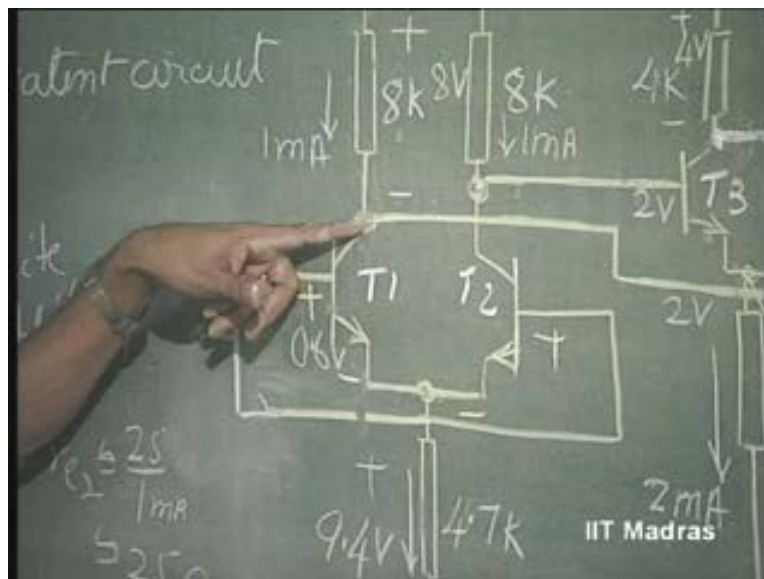 circuit
+
8K
8V
8K
4V
4K
1mA
1mA
-
-
T3
2V
T1
T2
+
0.6V
+
2V
-
-
25
1mA
+
9.4V
4.7K
2mA
IIT Madras